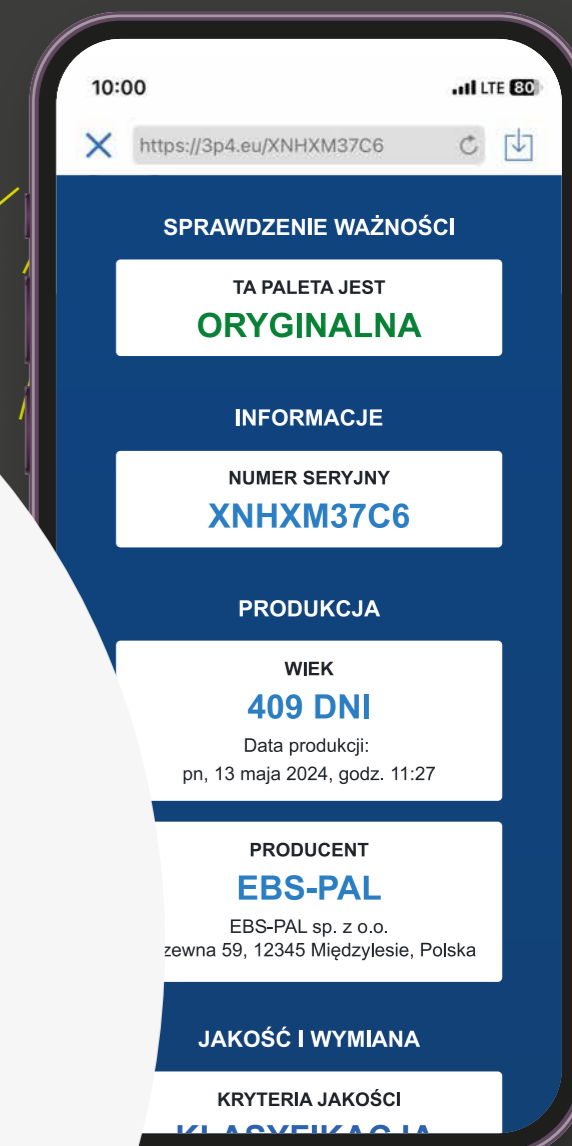 10:00
LTE 80
https://3p4.eu/XNHXM37C6
SPRAWDZENIE WAŻNOŚCI
TA PALETA JEST
ORYGINALNA
INFORMACJE
NUMER SERYJNY
XNHXM37C6
PRODUKCJA
WIEK
409 DNI
Data produkcji:
pn, 13 maja 2024, godz. 11:27
PRODUCENT
EBS-PAL
EBS-PAL sp. z o.o.
59, 12345 Międzylesie, Polska
JAKOŚĆ I WYMIANA
KRYTERIA JAKOŚCI